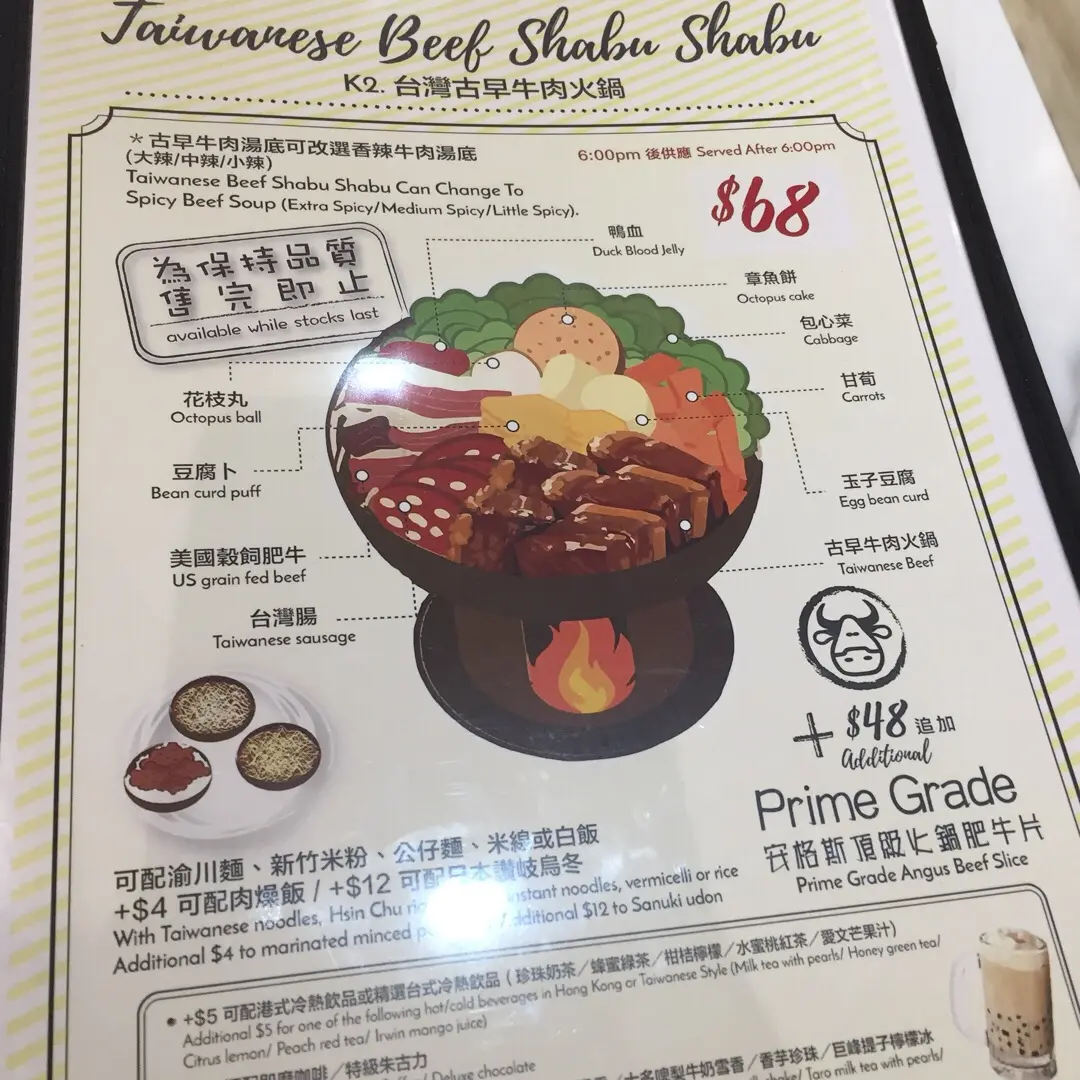 Taiwanese Beef Shabu Shabu
K2. 台灣古早牛肉火鍋
* 古早牛肉湯底可改選香辣牛肉湯底
(大辣/中辣/小辣)
Taiwanese Beef Shabu Shabu Can Change To
Spicy Beef Soup (Extra Spicy/Medium Spicy/Little Spicy).
6:00pm 後供應 Served After 6:00pm
$68
為保持品質
售完即止
available while stocks last
鴨血
Duck Blood Jelly
章魚餅
Octopus cake
包心菜
Cabbage
甘荀
Carrots
玉子豆腐
Egg bean curd
古早牛肉火鍋
Taiwanese Beef
花枝丸
Octopus ball
豆腐卜
Bean curd puff
美國穀飼肥牛
US grain fed beef
台灣腸
Taiwanese sausage
+ $48 追加
Additional
Prime Grade
安格斯頂級火鍋肥牛片
Prime Grade Angus Beef Slice
可配渝川麵、新竹米粉、公仔麵、米線或白飯
+$4 可配肉燥飯 / +$12 可配日本讚岐烏冬
With Taiwanese noodles, Hsin Chu instant noodles, vermicelli or rice
Additional $4 to marinated minced Additional $12 to Sanuki udon
• +$5 可配港式冷熱飲品或精選台式冷熱飲品 ( 珍珠奶茶／蜂蜜綠茶／柑桔檸檬／水蜜桃紅茶／愛文芒果汁)
Additional $5 for one of the following hot/cold beverages in Hong Kong or Taiwanese Style (Milk tea with pearls/ Honey green tea/
Citrus lemon/ Peach red tea/ Irwin mango juice)
咖啡／特級朱古力
Deluxe chocolate
牛奶雪香／香芋珍珠／巨峰提子檸檬冰
shake/ Taro milk tea with pearls/